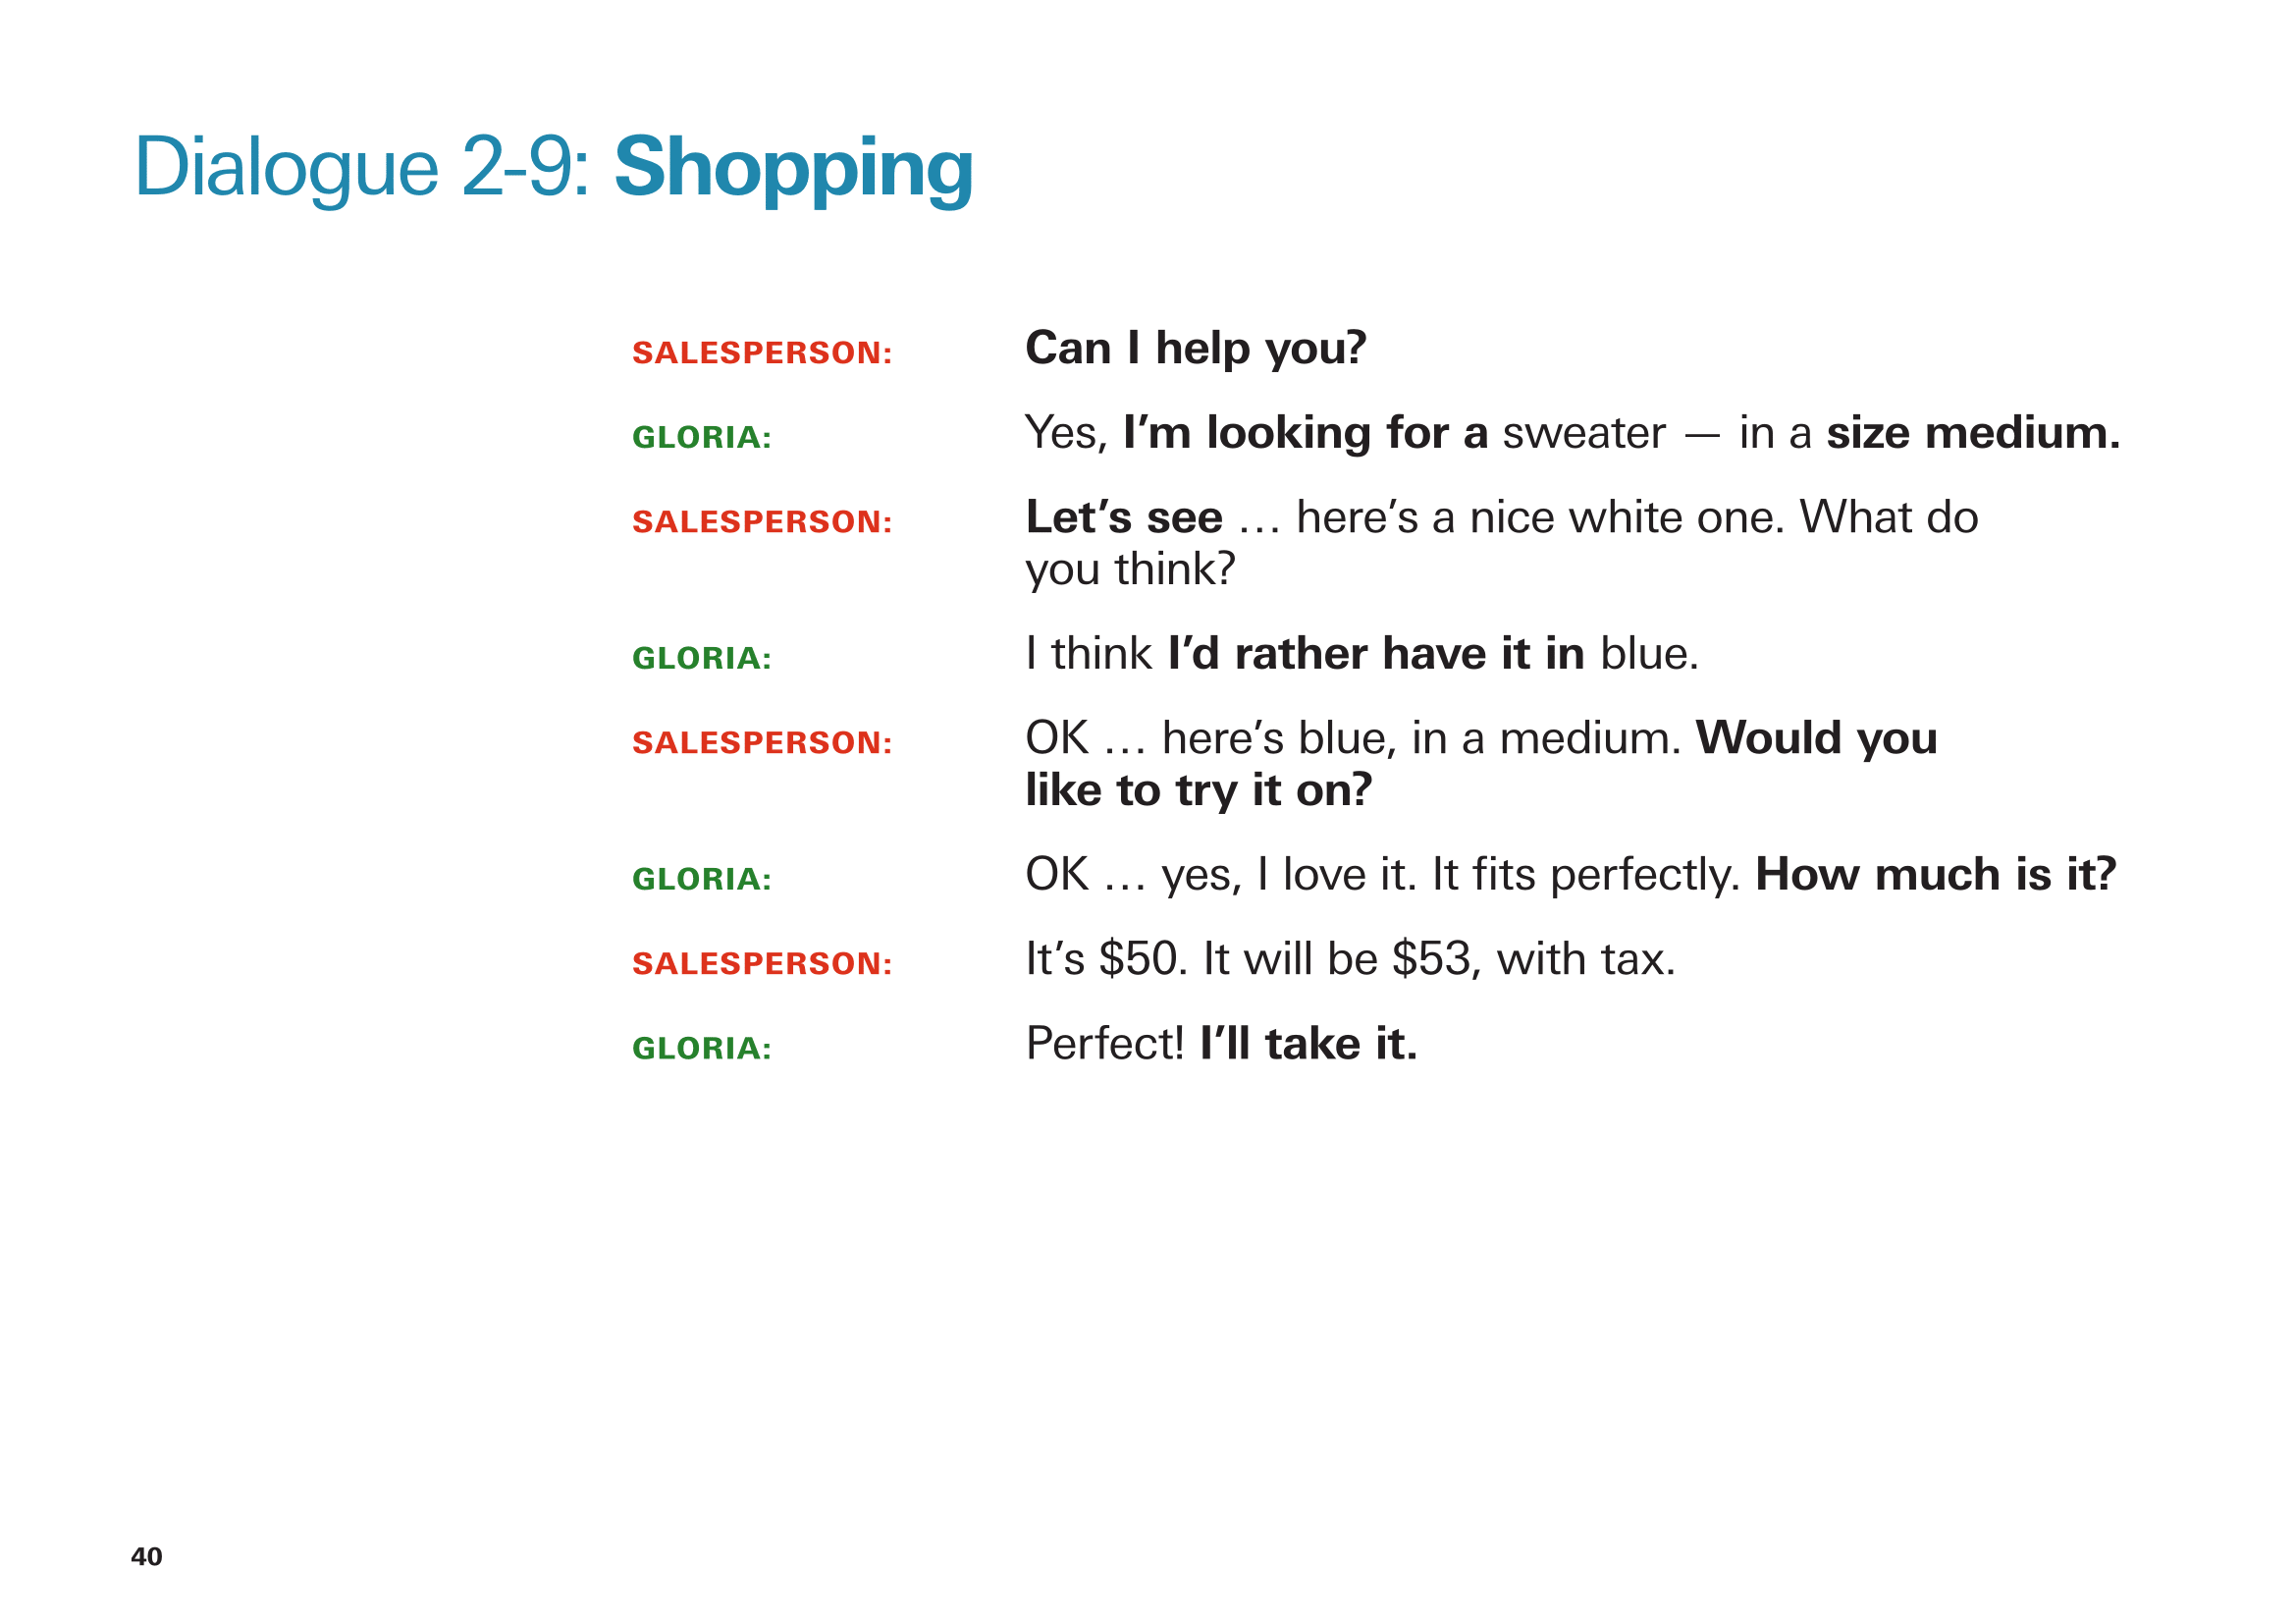 Dialogue 2-9: Shopping
SALESPERSON: Can I help you?
GLORIA: Yes, I’m looking for a sweater — in a size medium.
SALESPERSON: Let’s see … here’s a nice white one. What do
you think?
GLORIA: I think I’d rather have it in blue.
SALESPERSON: OK … here’s blue, in a medium. Would you
like to try it on?
GLORIA: OK … yes, I love it. It fits perfectly. How much is it?
SALESPERSON: It’s $50. It will be $53, with tax.
GLORIA: Perfect! I’ll take it.
40